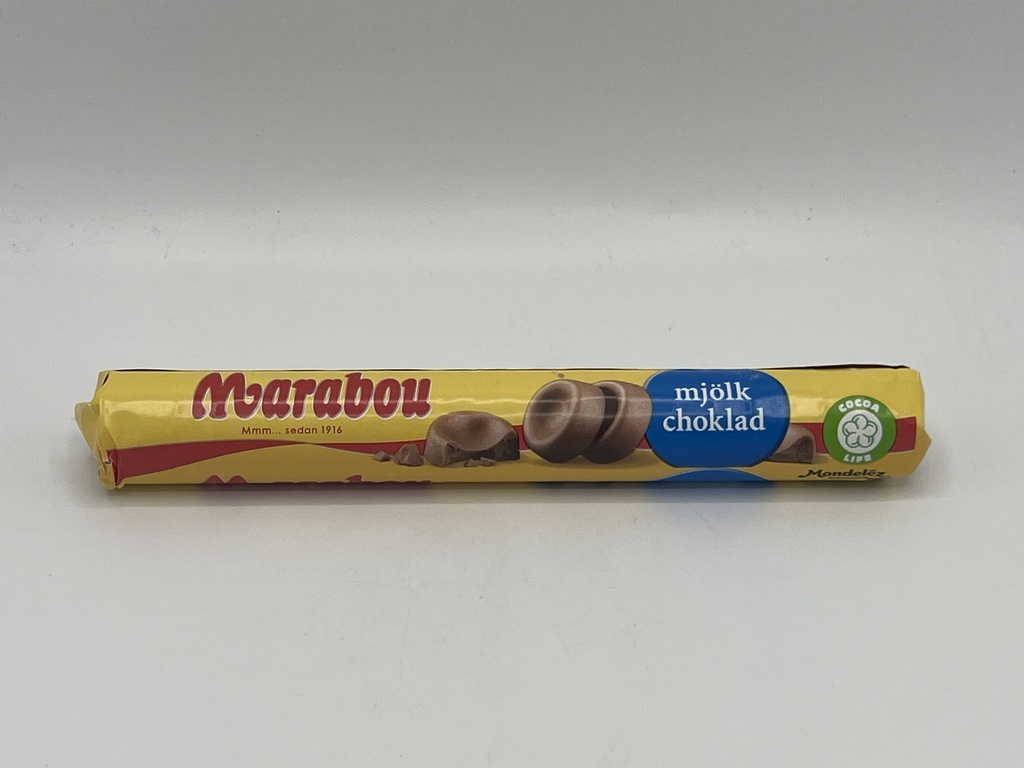 Marabou
Mmm... sedan 1916
mjölk
choklad
COCOA
LIFE
Mondelēz